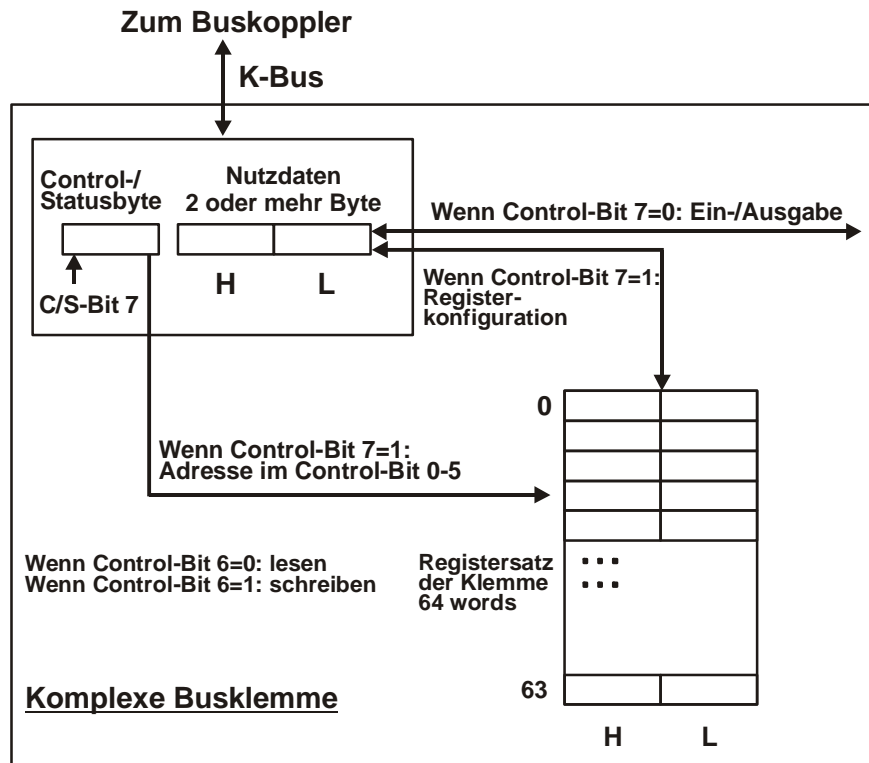 Zum Buskoppler
K-Bus
Control-/
Statusbyte
Nutzdaten
2 oder mehr Byte
H
L
C/S-Bit 7
Wenn Control-Bit 7=0: Ein-/Ausgabe
Wenn Control-Bit 7=1:
Register-
konfiguration
0
Wenn Control-Bit 7=1:
Adresse im Control-Bit 0-5
Wenn Control-Bit 6=0: lesen
Wenn Control-Bit 6=1: schreiben
Registersatz
der Klemme
64 words
63
H
L
Komplexe Busklemme